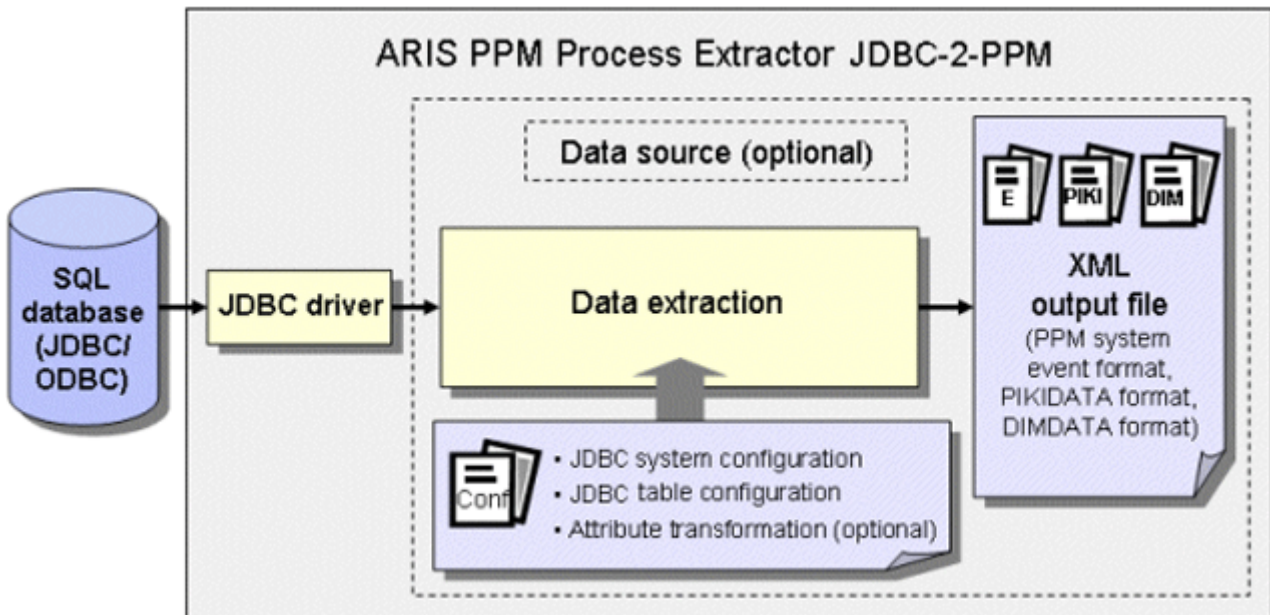 ARIS PPM Process Extractor JDBC-2-PPM
Data source (optional)
SQL
database
(JDBC/
ODBC)
JDBC driver
Data extraction
E
PIKI
DIM
XML
output file
(PPM system
event format,
PIKIDATA format,
DIMDATA format)
Conf
▪ JDBC system configuration
▪ JDBC table configuration
▪ Attribute transformation (optional)